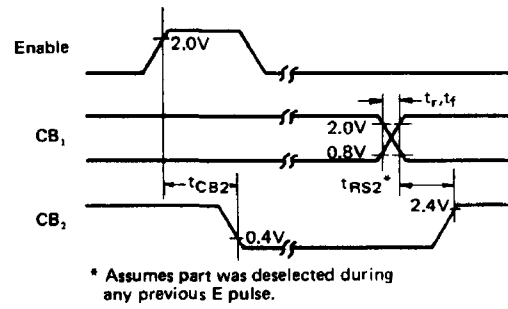 Enable
2.0V
tr,tf
2.0V
CB1
0.8V
tCB2
tRS2*
2.4V
CB2
0.4V
* Assumes part was deselected during
any previous E pulse.